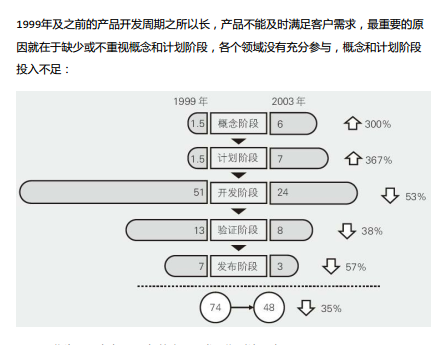 1999年及之前的产品开发周期之所以长，产品不能及时满足客户需求，最重要的原
因就在于缺少或不重视概念和计划阶段，各个领域没有充分参与，概念和计划阶段
投入不足：
1999 年 2003 年
1.5 概念阶段 6 300%
1.5 计划阶段 7 367%
51 开发阶段 24 53%
13 验证阶段 8 38%
7 发布阶段 3 57%
74 48 35%